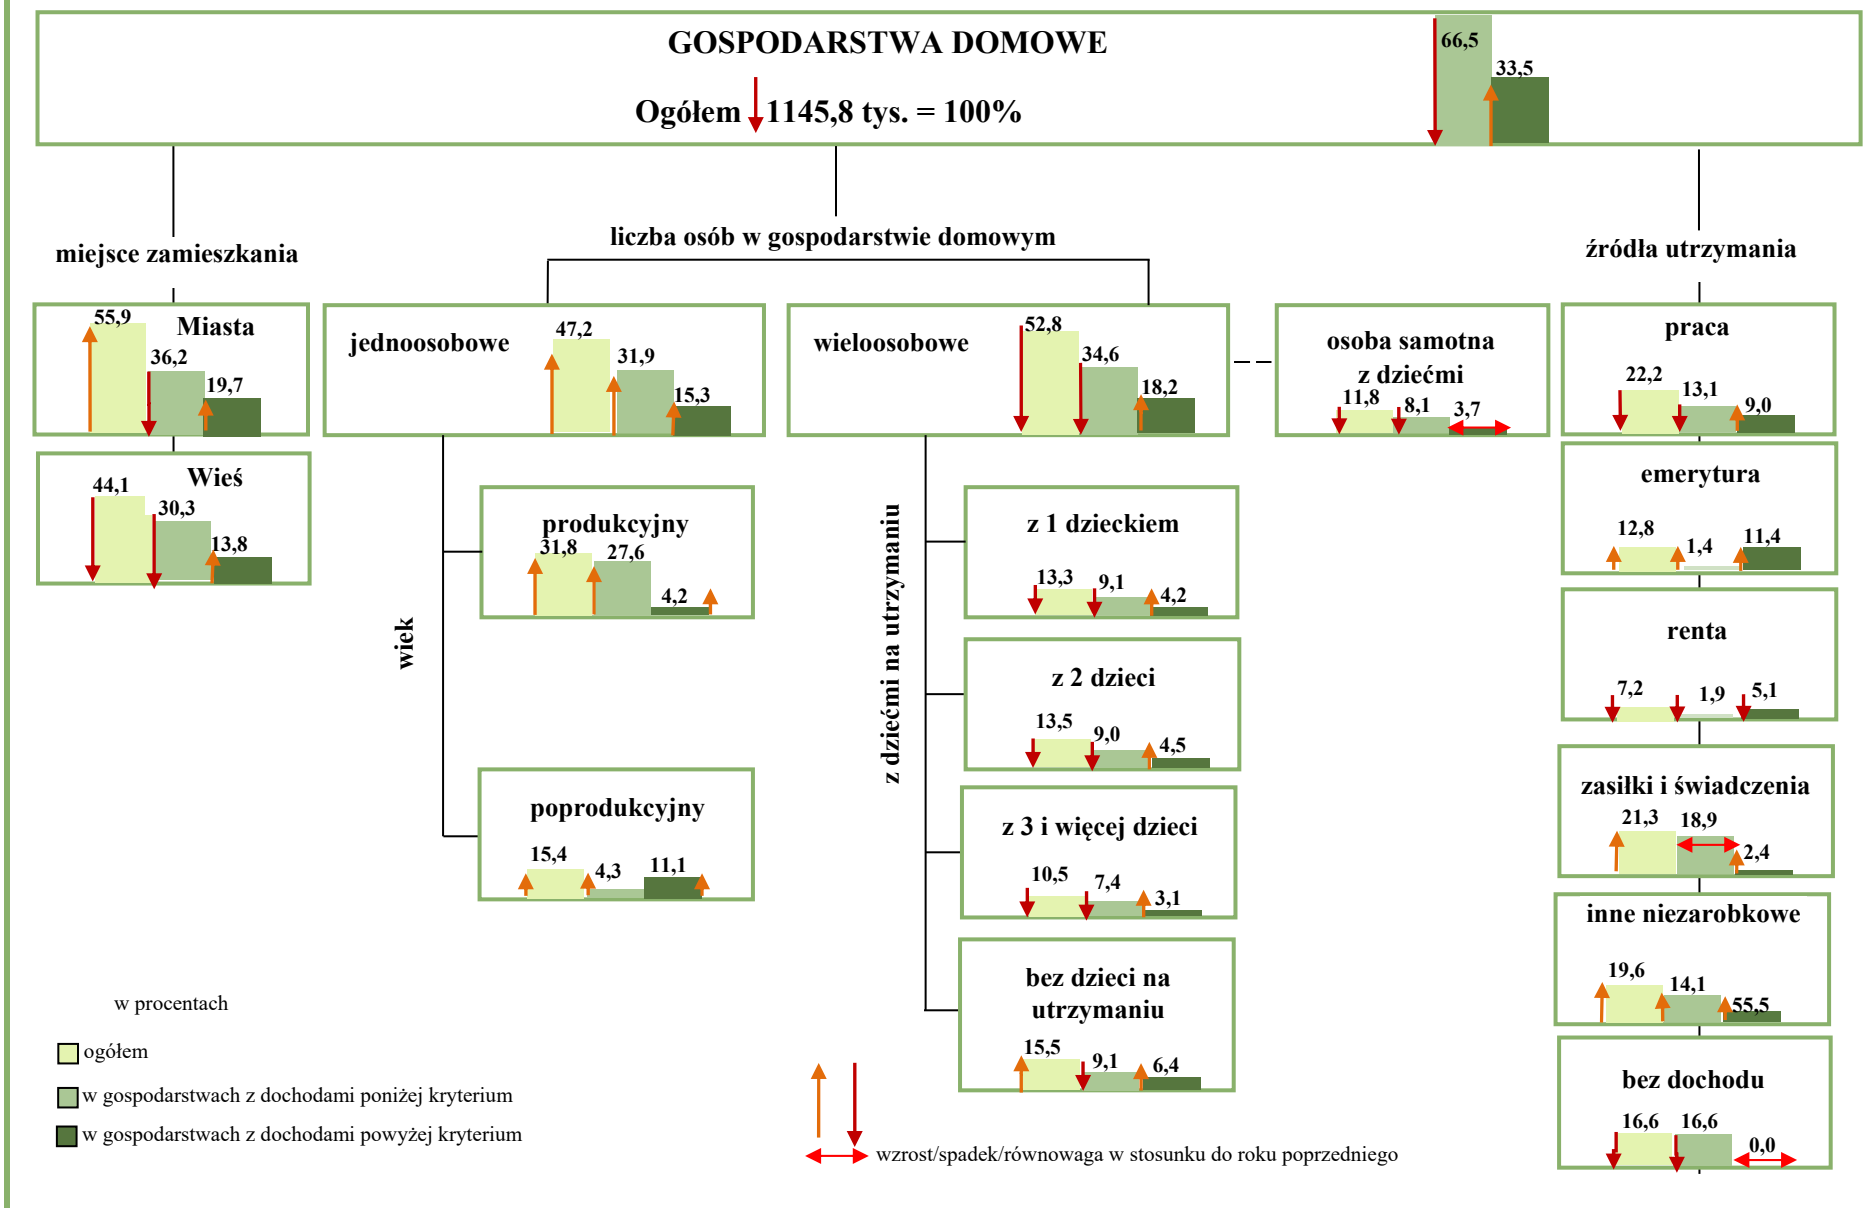 GOSPODARSTWA DOMOWE
Ogółem 1145,8 tys. = 100%
66,5
33,5
miejsce zamieszkania
liczba osób w gospodarstwie domowym
źródła utrzymania
Miasta
55,9
36,2
19,7
Wieś
44,1
30,3
13,8
jednoosobowe
47,2
31,9
15,3
wiek
produkcyjny
31,8
27,6
4,2
poprodukcyjny
15,4
4,3
11,1
wieloosobowe
52,8
34,6
18,2
osoba samotna
z dziećmi
11,8
8,1
3,7
z dziećmi na utrzymaniu
z 1 dzieckiem
13,3
9,1
4,2
z 2 dzieci
13,5
9,0
4,5
z 3 i więcej dzieci
10,5
7,4
3,1
bez dzieci na
utrzymaniu
15,5
9,1
6,4
praca
22,2
13,1
9,0
emerytura
12,8
1,4
11,4
renta
7,2
1,9
5,1
zasiłki i świadczenia
21,3
18,9
2,4
inne niezarobkowe
19,6
14,1
55,5
bez dochodu
16,6
16,6
0,0
w procentach
ogółem
w gospodarstwach z dochodami poniżej kryterium
w gospodarstwach z dochodami powyżej kryterium
wzrost/spadek/równowaga w stosunku do roku poprzedniego